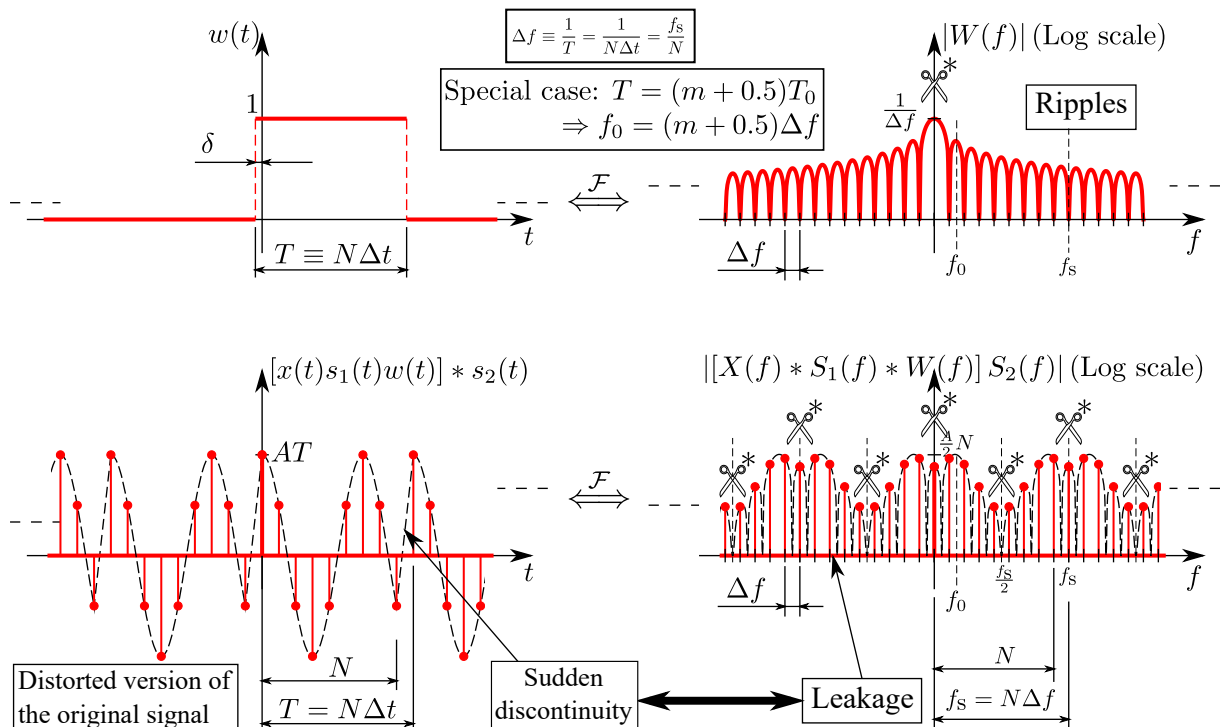 w(t)
Δf ≡ 1/T = 1/(NΔt) = f_s/N
|W(f)| (Log scale)
*
Special case: T = (m + 0.5)T_0
⇒ f_0 = (m + 0.5)Δf
1
1/Δf
Ripples
δ
ℱ
⟺
t
f
T ≡ NΔt
Δf
f_0
f_s
[x(t)s_1(t)w(t)] * s_2(t)
|[X(f) * S_1(f) * W(f)] S_2(f)| (Log scale)
* * *
AT
A/2 N
* * * *
ℱ
⟺
t
f
Δf
f_0
f_s/2
f_s
N
N
Distorted version of
the original signal
T = NΔt
Sudden
discontinuity
Leakage
f_s = NΔf